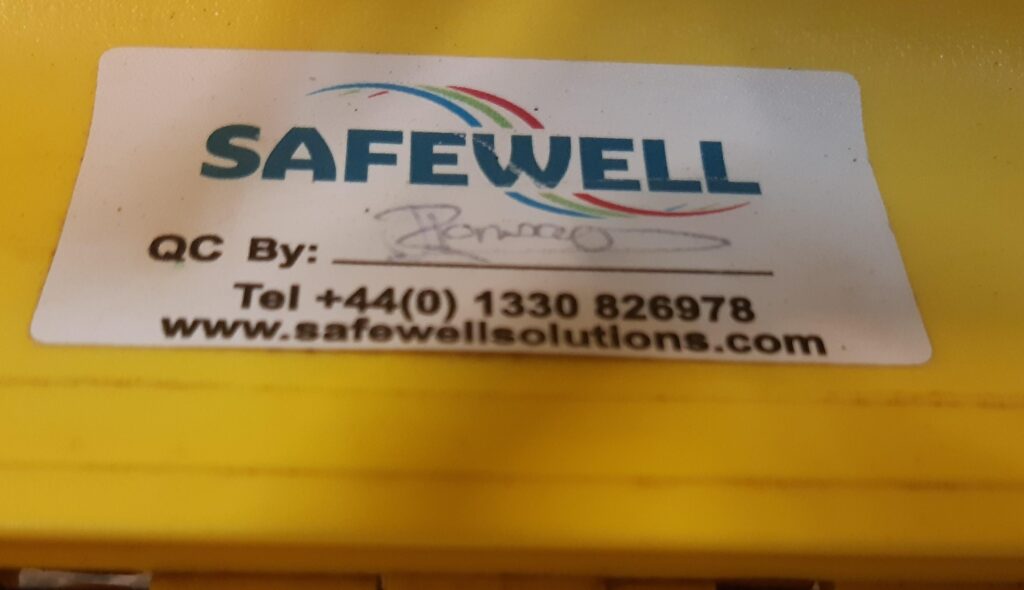 SAFEWELL
QC By:
Tel +44(0) 1330 826978
www.safewellsolutions.com